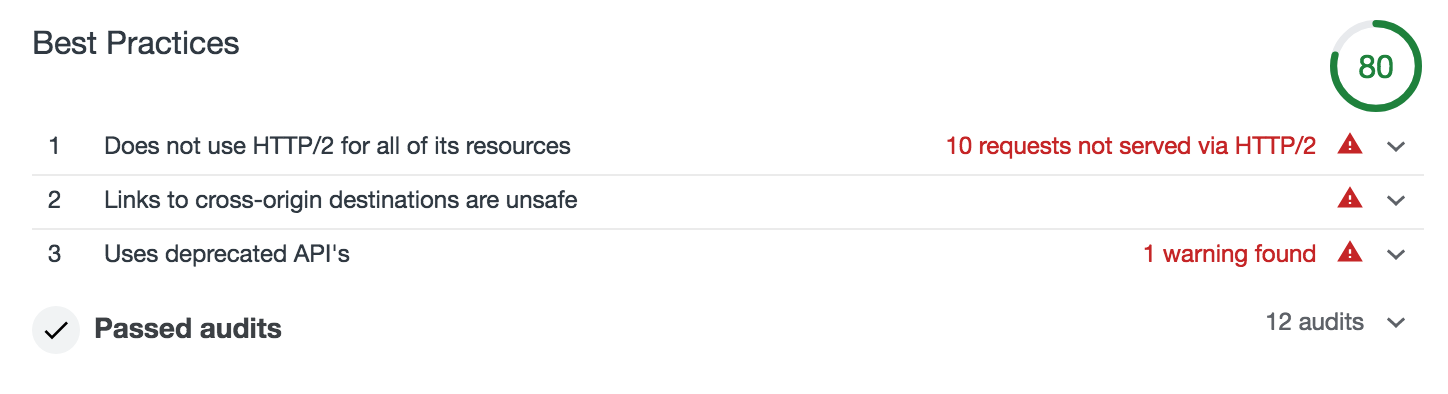 Best Practices
80
1 Does not use HTTP/2 for all of its resources 10 requests not served via HTTP/2
2 Links to cross-origin destinations are unsafe
3 Uses deprecated API's 1 warning found
Passed audits 12 audits